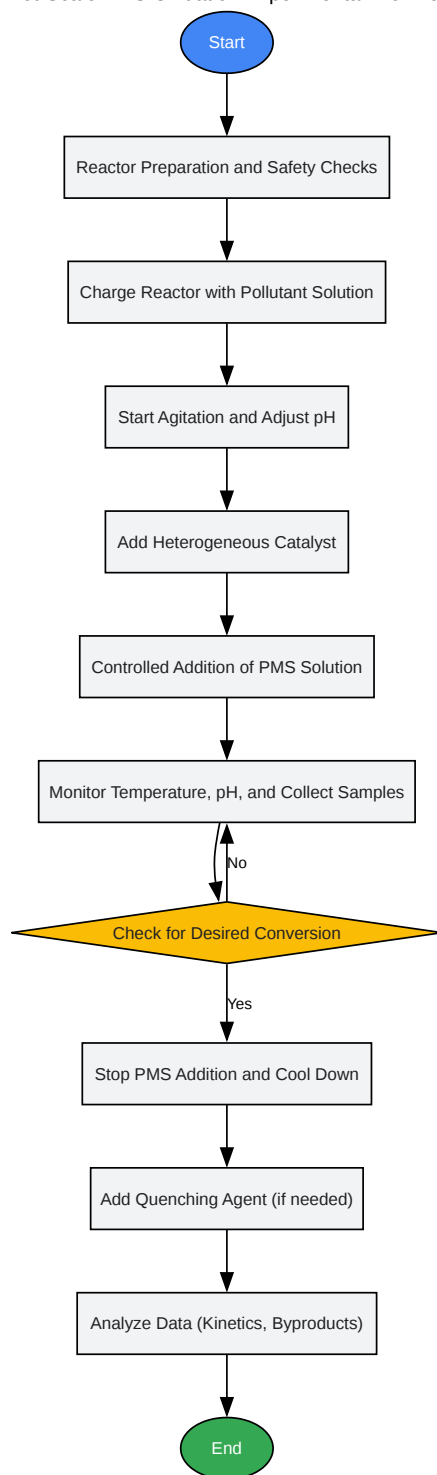 Start
Reactor Preparation and Safety Checks
Charge Reactor with Pollutant Solution
Start Agitation and Adjust pH
Add Heterogeneous Catalyst
Controlled Addition of PMS Solution
Monitor Temperature, pH, and Collect Samples
No
Check for Desired Conversion
Yes
Stop PMS Addition and Cool Down
Add Quenching Agent (if needed)
Analyze Data (Kinetics, Byproducts)
End